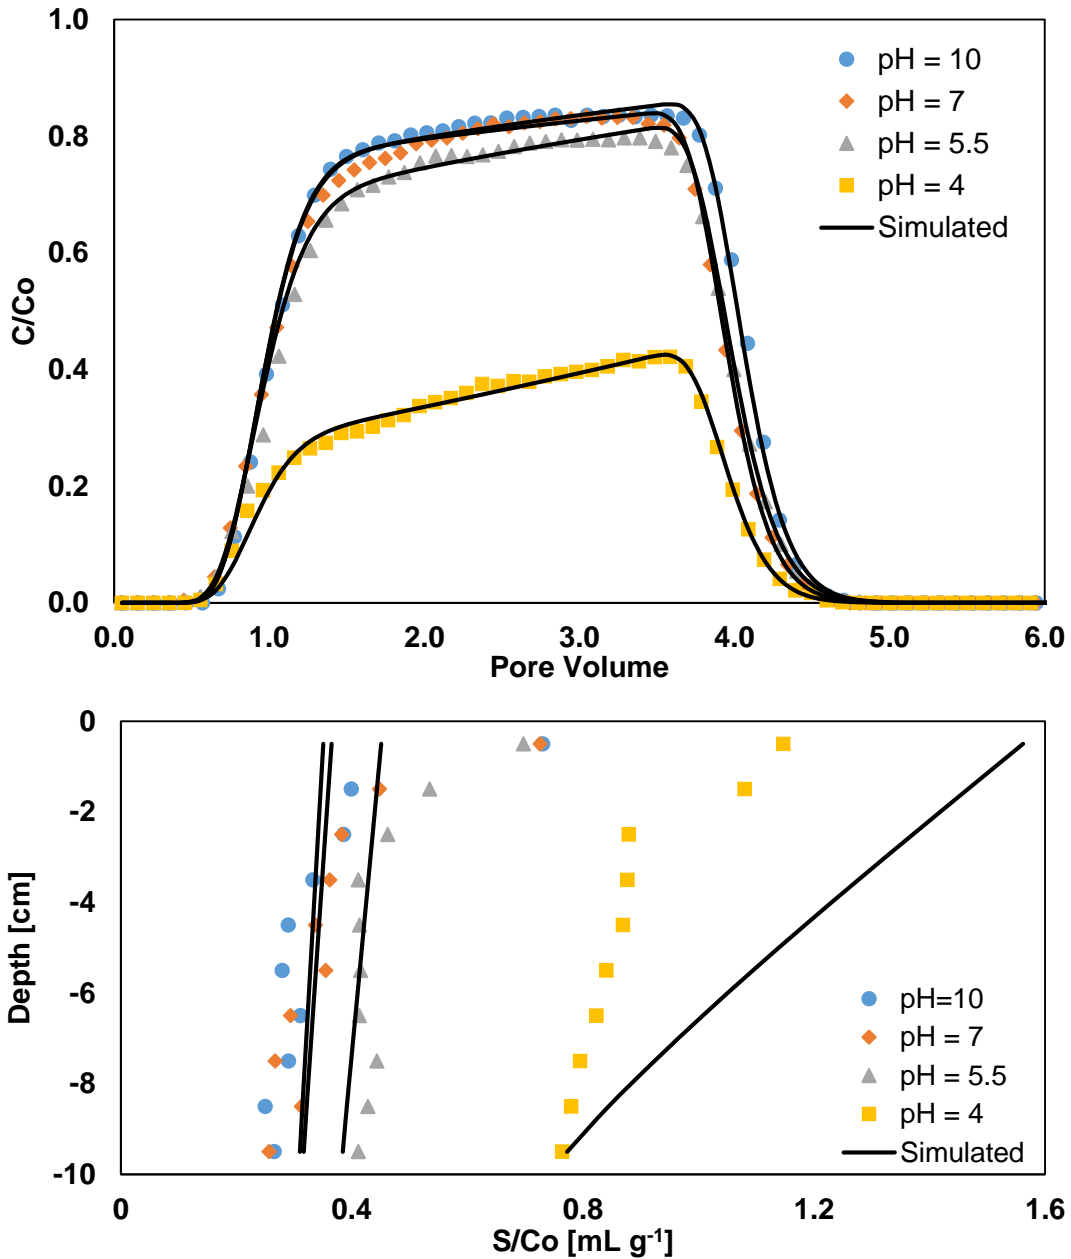 1.0
0.8
0.6
0.4
0.2
0.0
C/Co
pH = 10
pH = 7
pH = 5.5
pH = 4
Simulated
0.0 1.0 2.0 3.0 4.0 5.0 6.0
Pore Volume
0
-2
-4
-6
-8
-10
Depth [cm]
pH=10
pH = 7
pH = 5.5
pH = 4
Simulated
0 0.4 0.8 1.2 1.6
S/Co [mL g⁻¹]